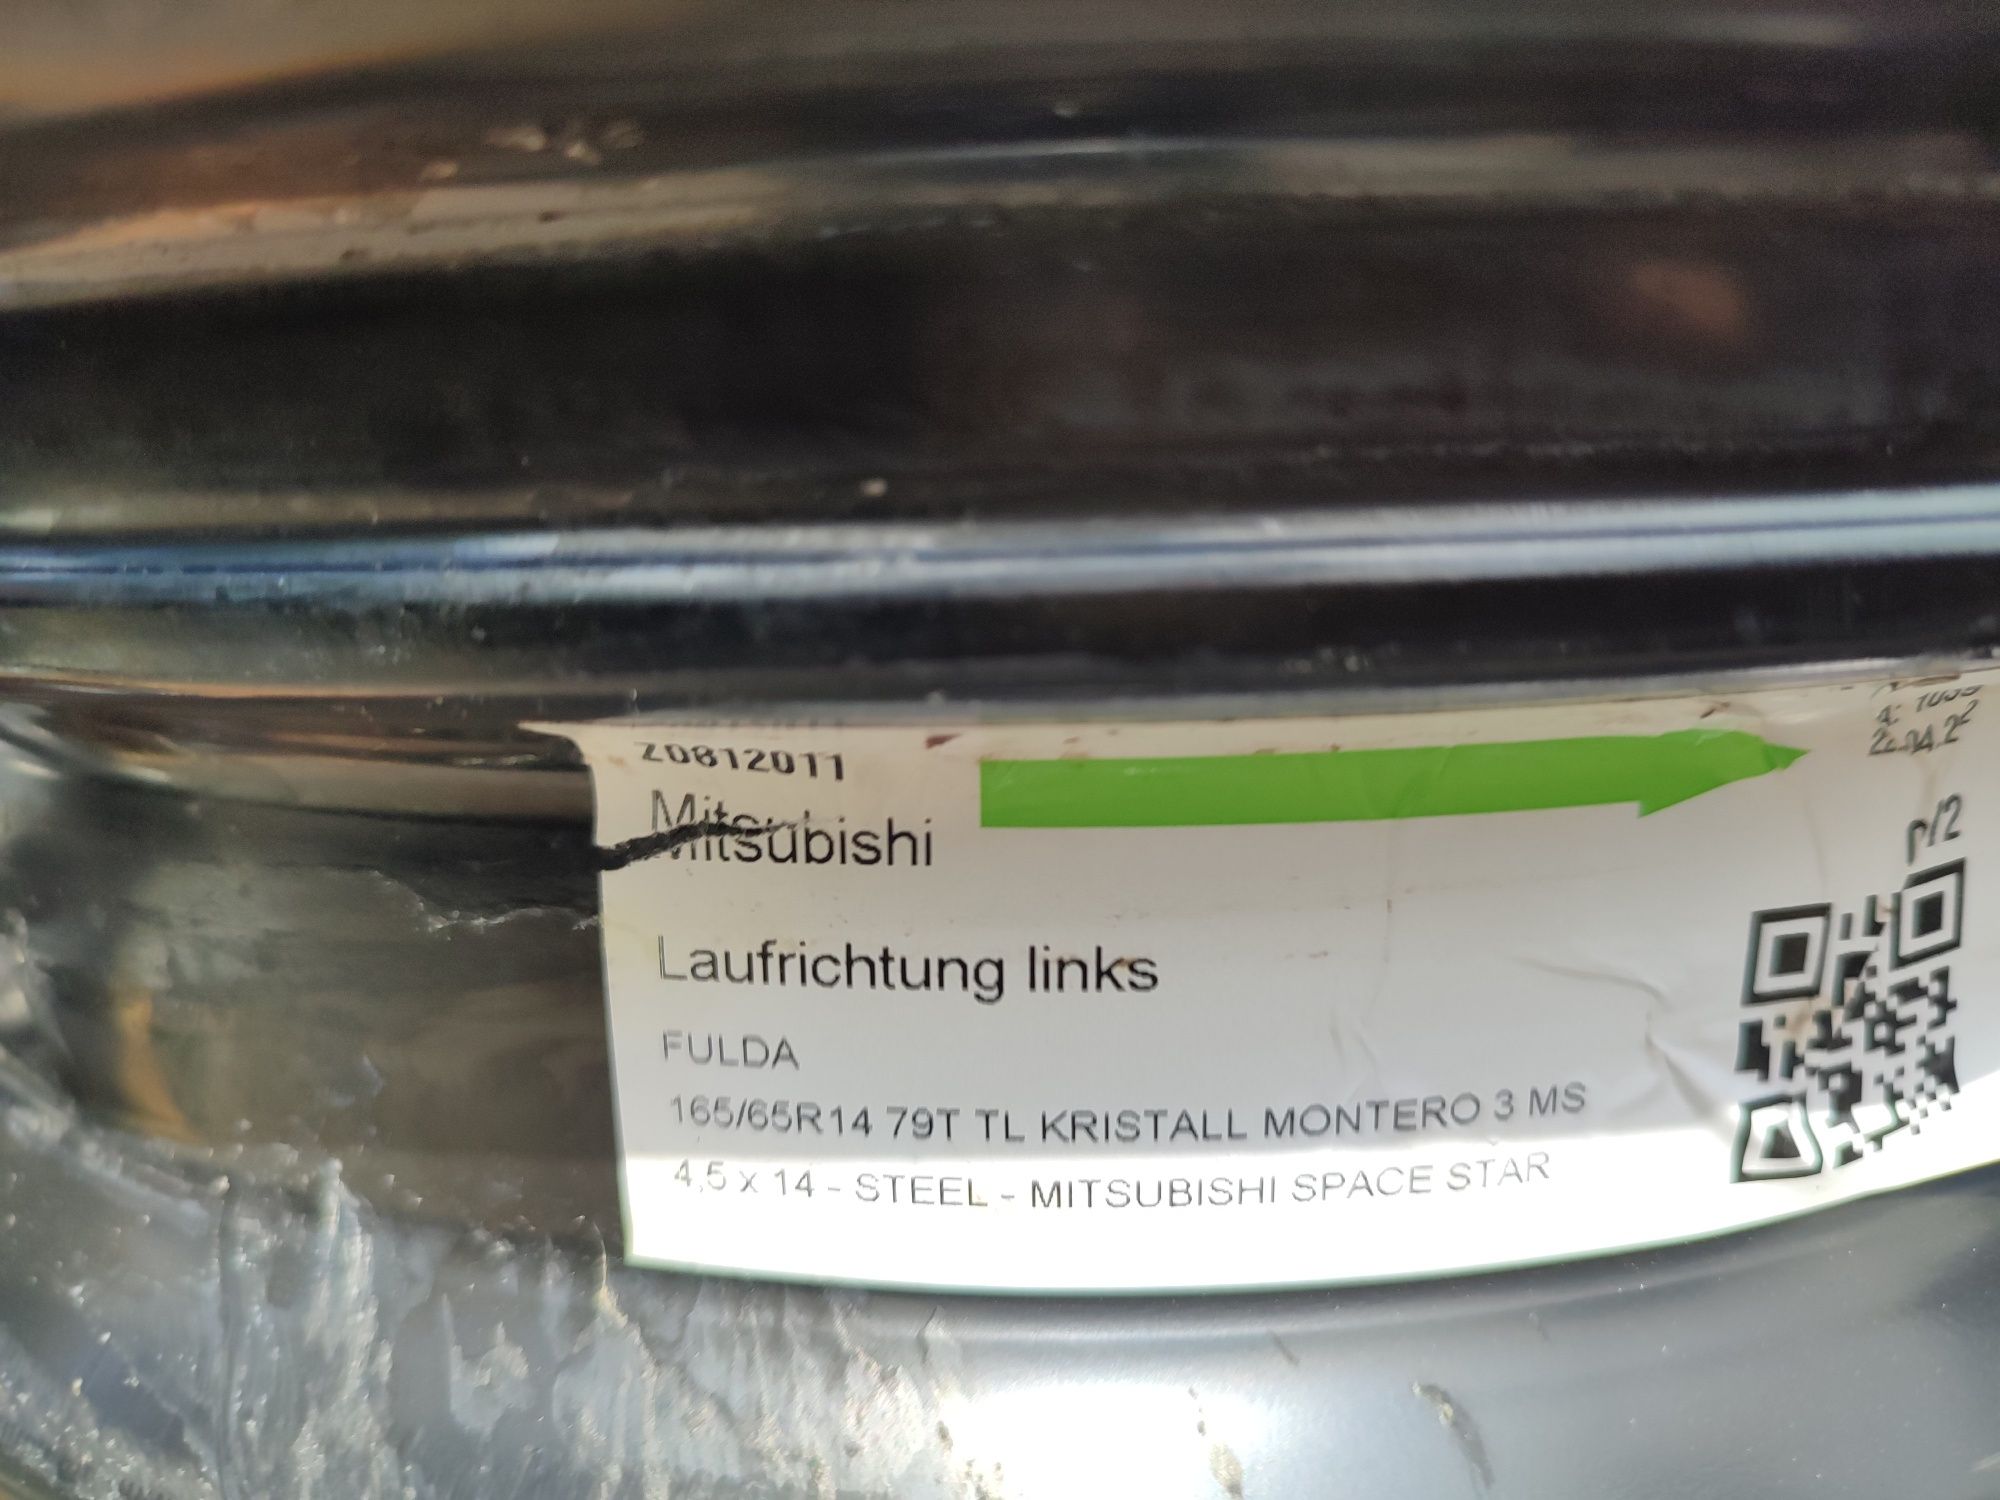 Z0812011
Mitsubishi
Laufrichtung links
FULDA
165/65R14 79T TL KRISTALL MONTERO 3 MS
4,5 x 14 - STEEL - MITSUBISHI SPACE STAR